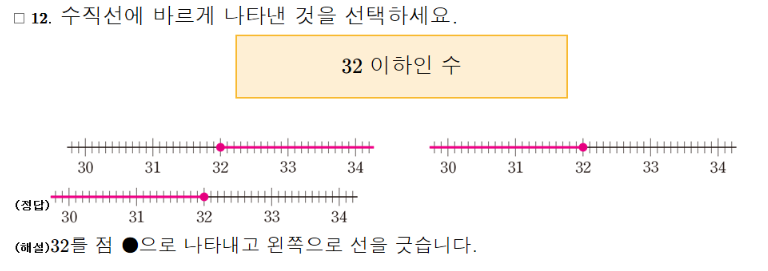 □ 12. 수직선에 바르게 나타낸 것을 선택하세요.
32 이하인 수
30 31 32 33 34
30 31 32 33 34
(정답)
30 31 32 33 34
(해설)32를 점 ●으로 나타내고 왼쪽으로 선을 긋습니다.